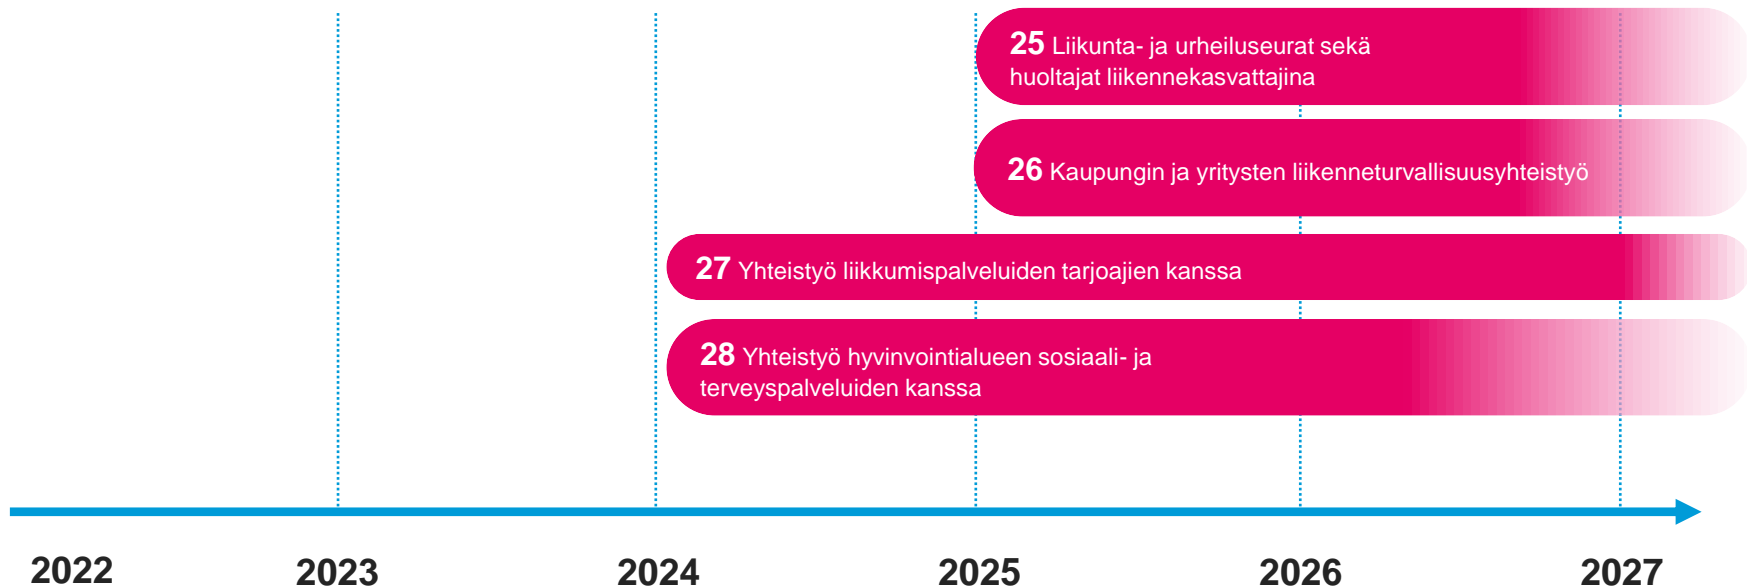 25 Liikunta- ja urheiluseurat sekä
huoltajat liikennekasvattajina
26 Kaupungin ja yritysten liikenneturvallisuusyhteistyö
27 Yhteistyö liikkumispalveluiden tarjoajien kanssa
28 Yhteistyö hyvinvointialueen sosiaali- ja
terveyspalveluiden kanssa
2022 2023 2024 2025 2026 2027